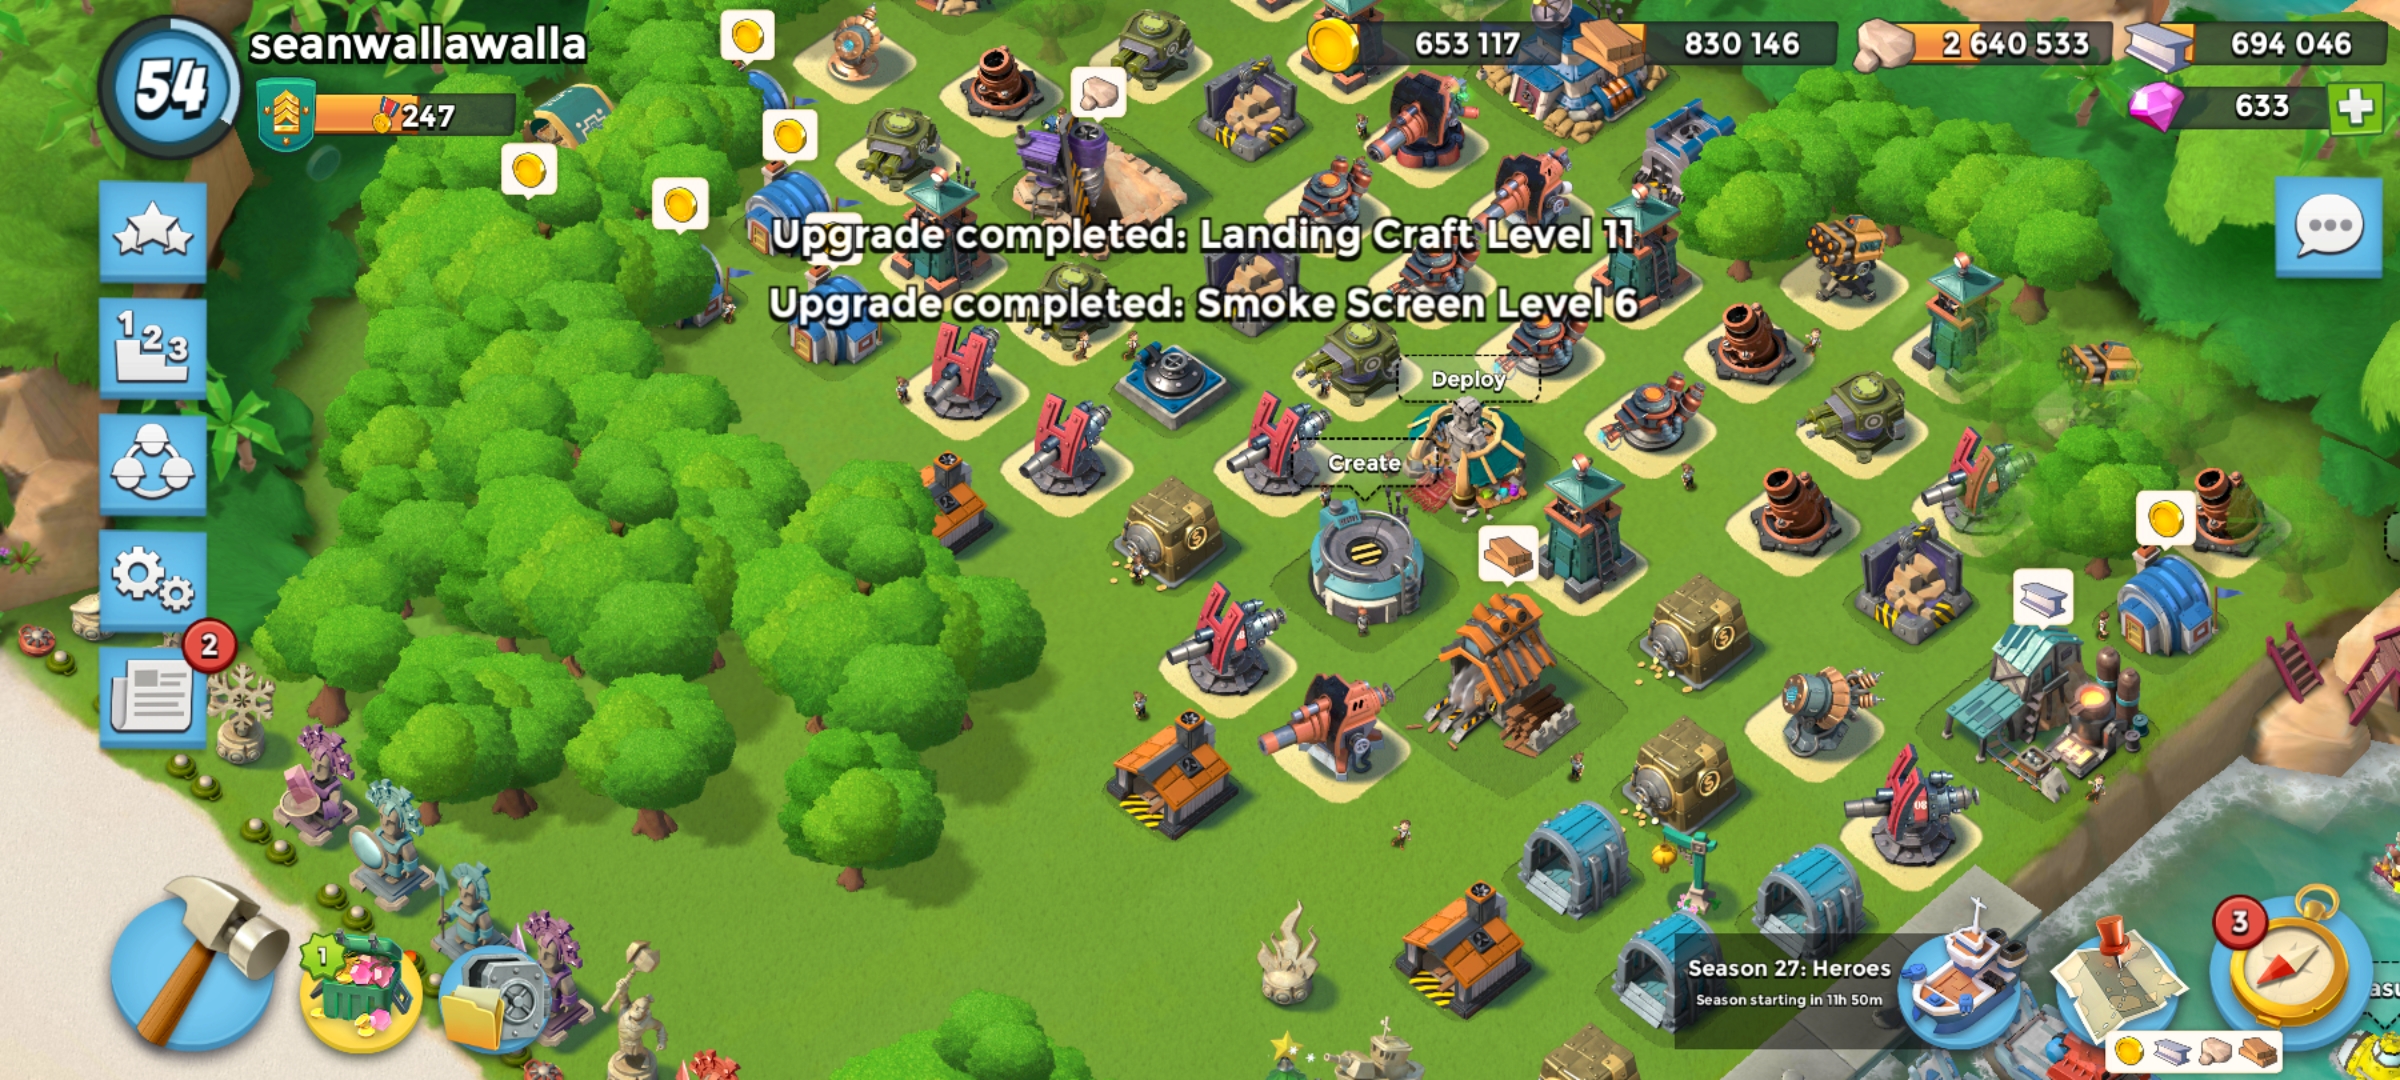 54
seanwallawalla
247
653 117
830 146
2 640 533
694 046
633
Upgrade completed: Landing Craft Level 11
Upgrade completed: Smoke Screen Level 6
Deploy
Create
123
2
1
3
Season 27: Heroes
Season starting in 11h 50m